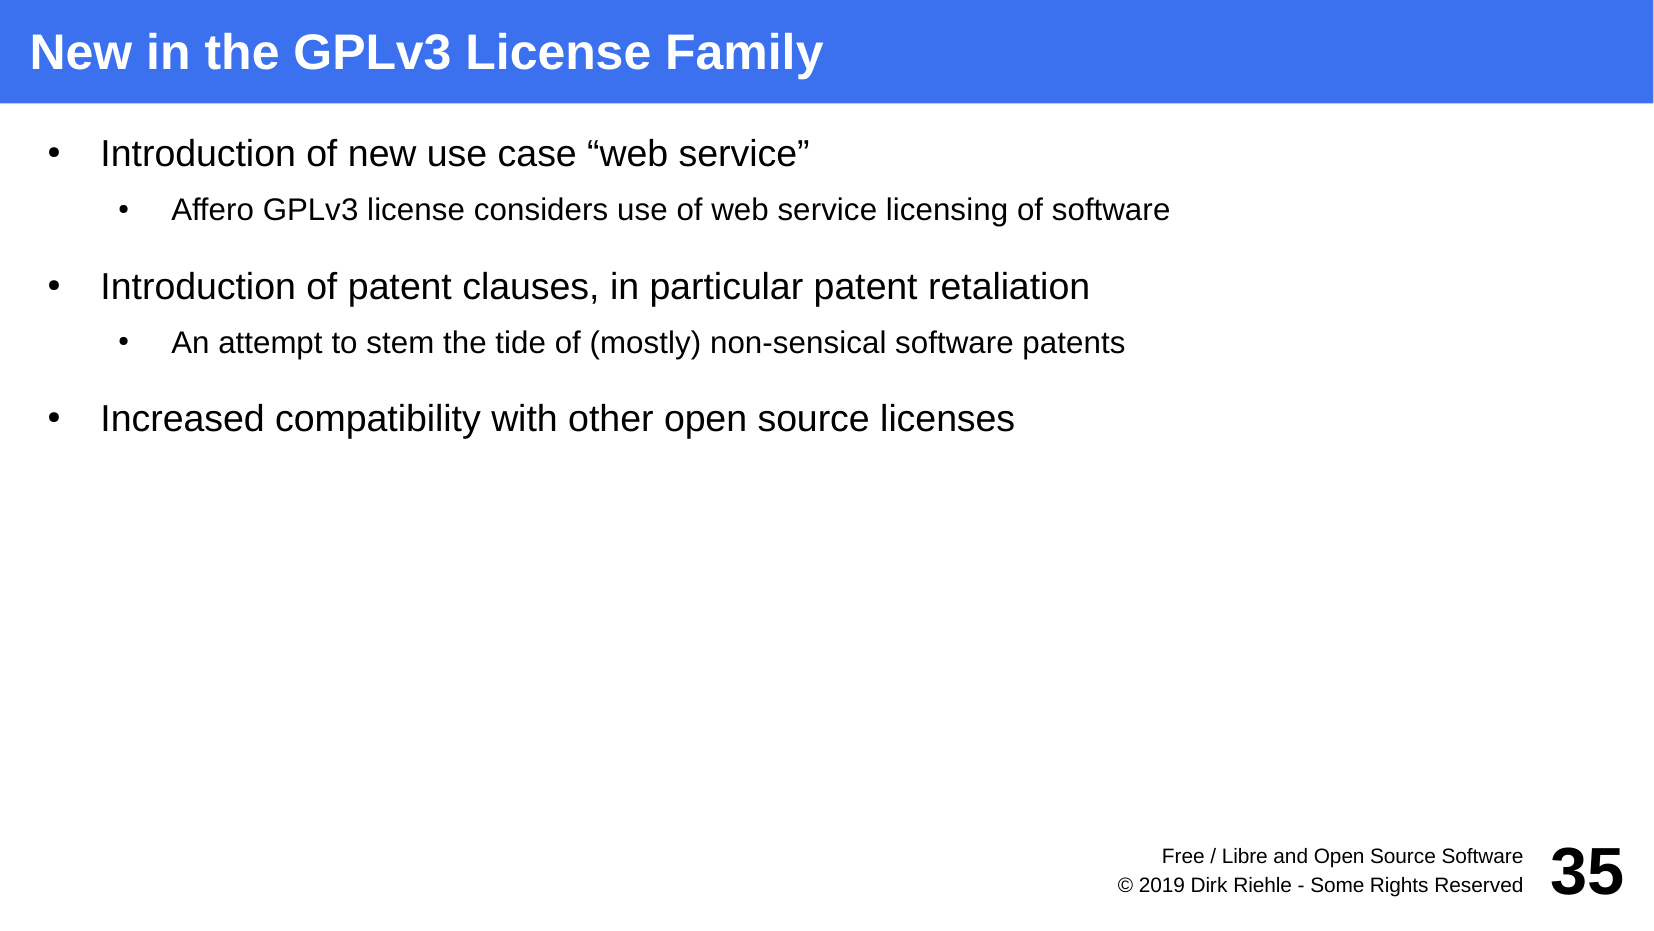 New in the GPLv3 License Family
• Introduction of new use case “web service”
• Affero GPLv3 license considers use of web service licensing of software
• Introduction of patent clauses, in particular patent retaliation
• An attempt to stem the tide of (mostly) non-sensical software patents
• Increased compatibility with other open source licenses
Free / Libre and Open Source Software
© 2019 Dirk Riehle - Some Rights Reserved
35